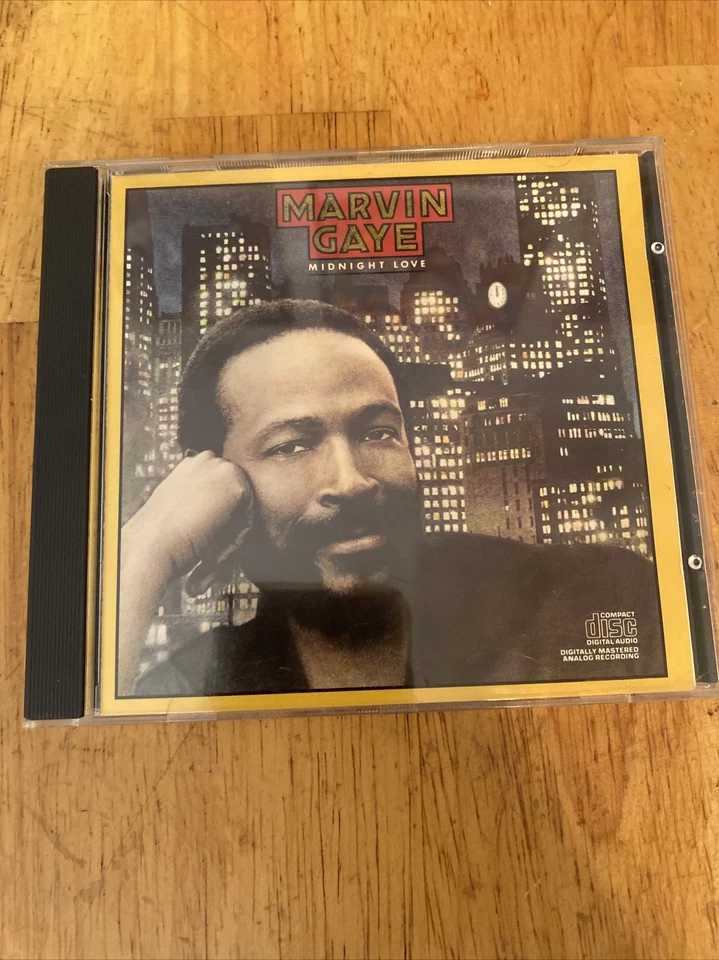 MARVIN
GAYE
MIDNIGHT LOVE
COMPACT
disc
DIGITAL AUDIO
DIGITALLY MASTERED
ANALOG RECORDING